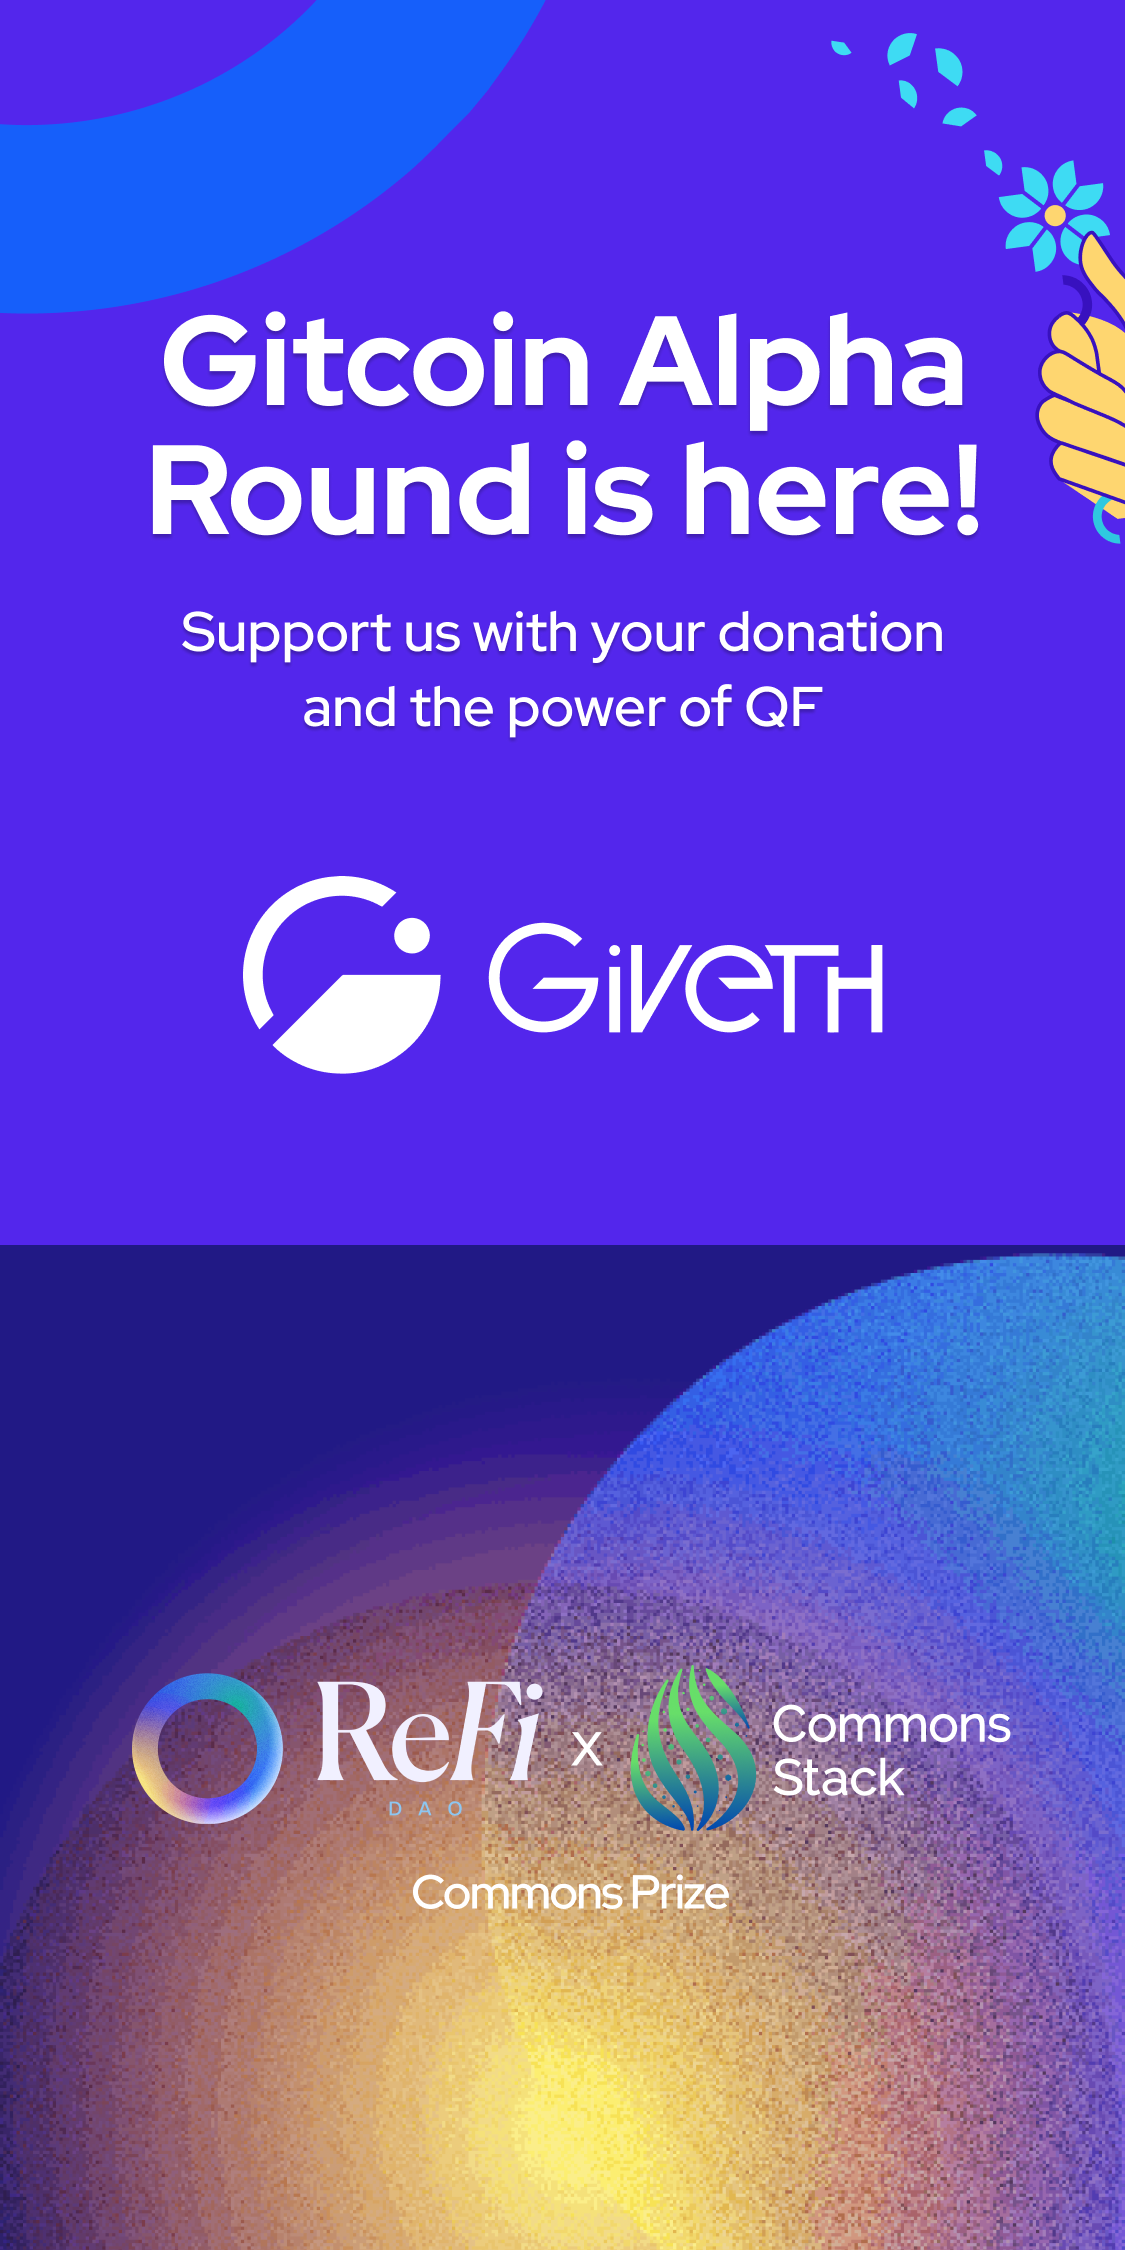 Gitcoin Alpha
Round is here!
Support us with your donation
and the power of QF
GIVETH
ReFi
DAO
x
Commons
Stack
Commons Prize